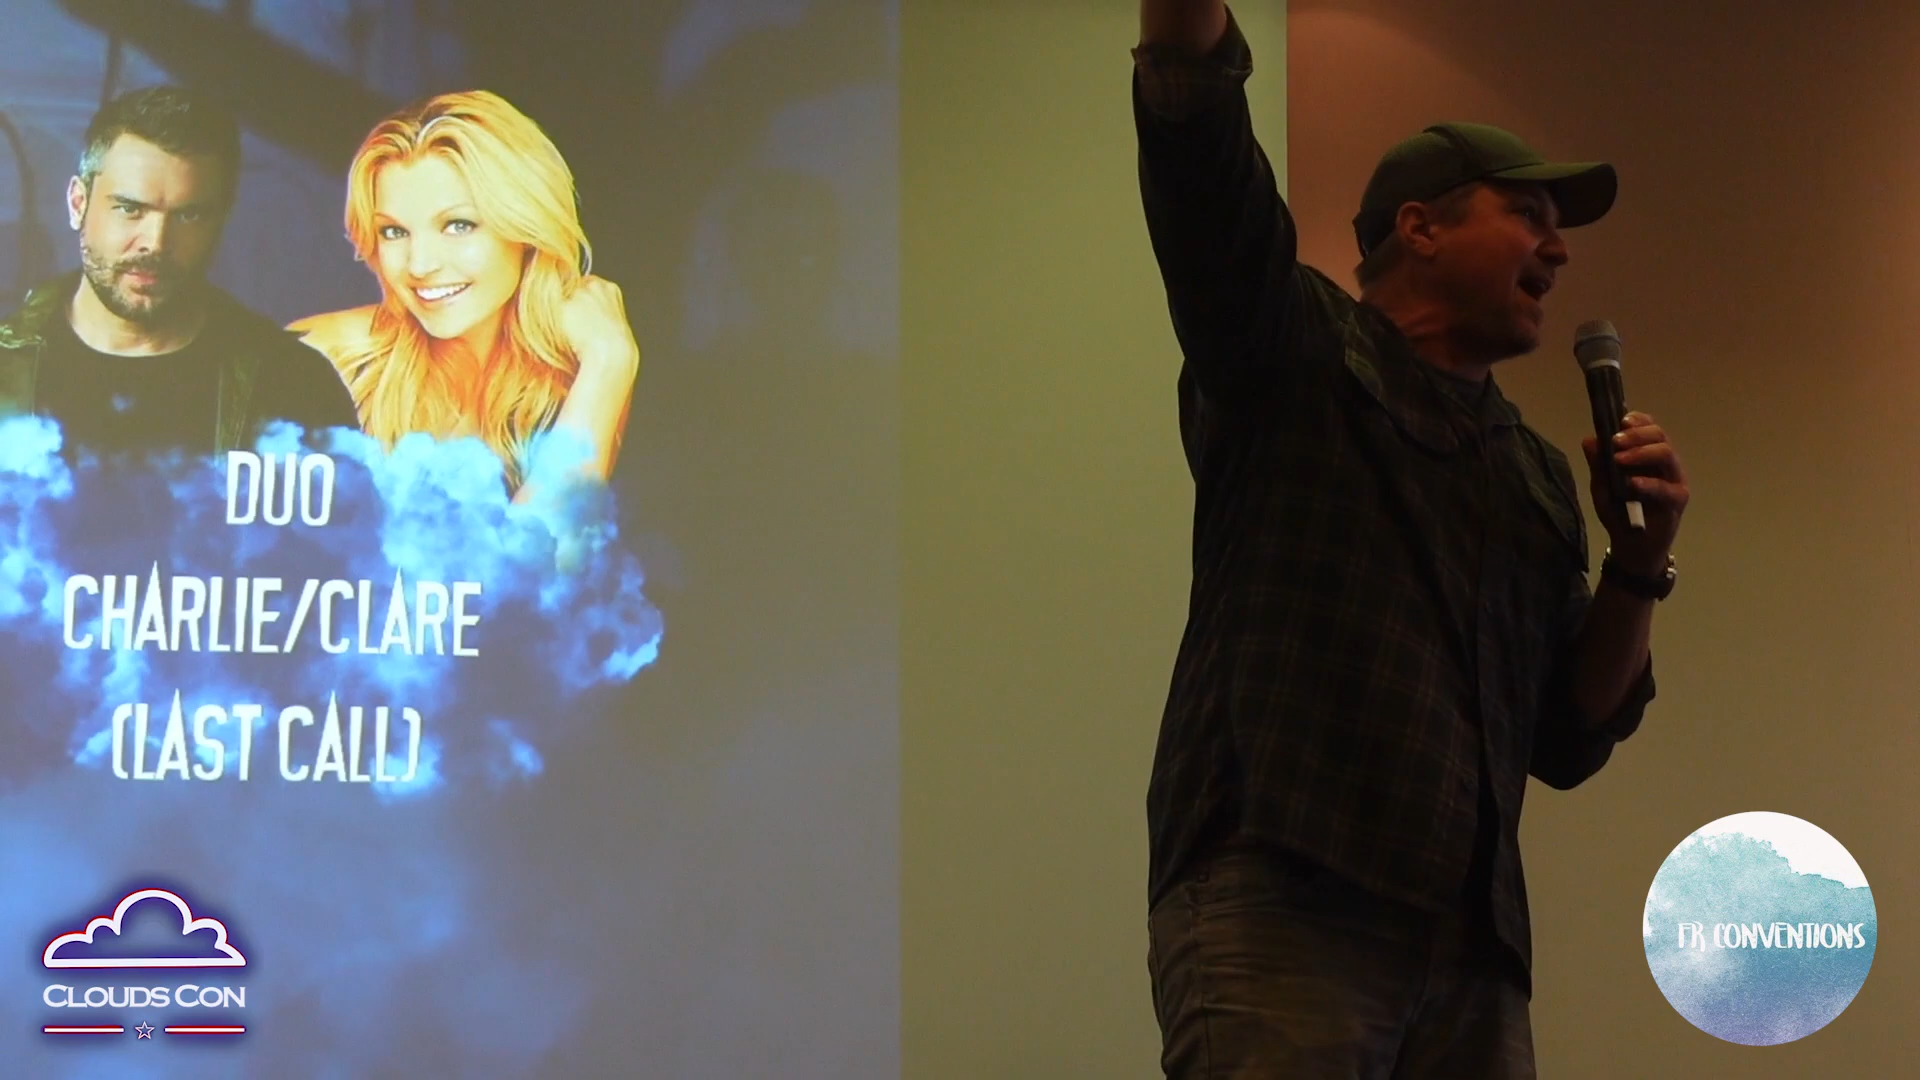 DUO
CHARLIE/CLARE
(LAST CALL)
CLOUDS CON
FR CONVENTIONS